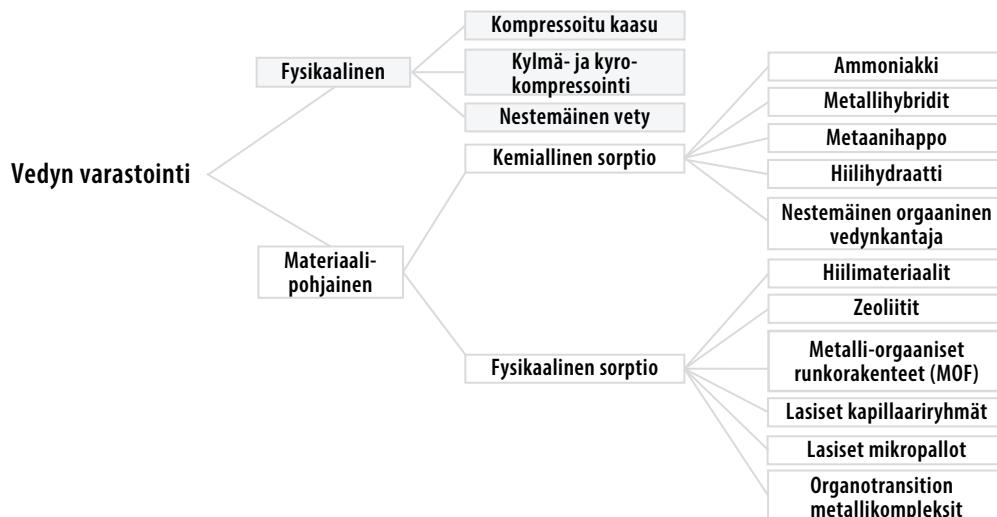 Vedyn varastointi
Fysikaalinen
Kompressoitu kaasu
Kylmä- ja kyro-
kompressointi
Nestemäinen vety
Materiaali-
pohjainen
Kemiallinen sorptio
Ammoniakki
Metallihybridit
Metaanihappo
Hiilihydraatti
Nestemäinen orgaaninen
vedynkantaja
Fysikaalinen sorptio
Hiilimateriaalit
Zeoliitit
Metalli-orgaaniset
runkorakenteet (MOF)
Lasiset kapillaariryhmät
Lasiset mikropallot
Organotransition
metallikompleksit